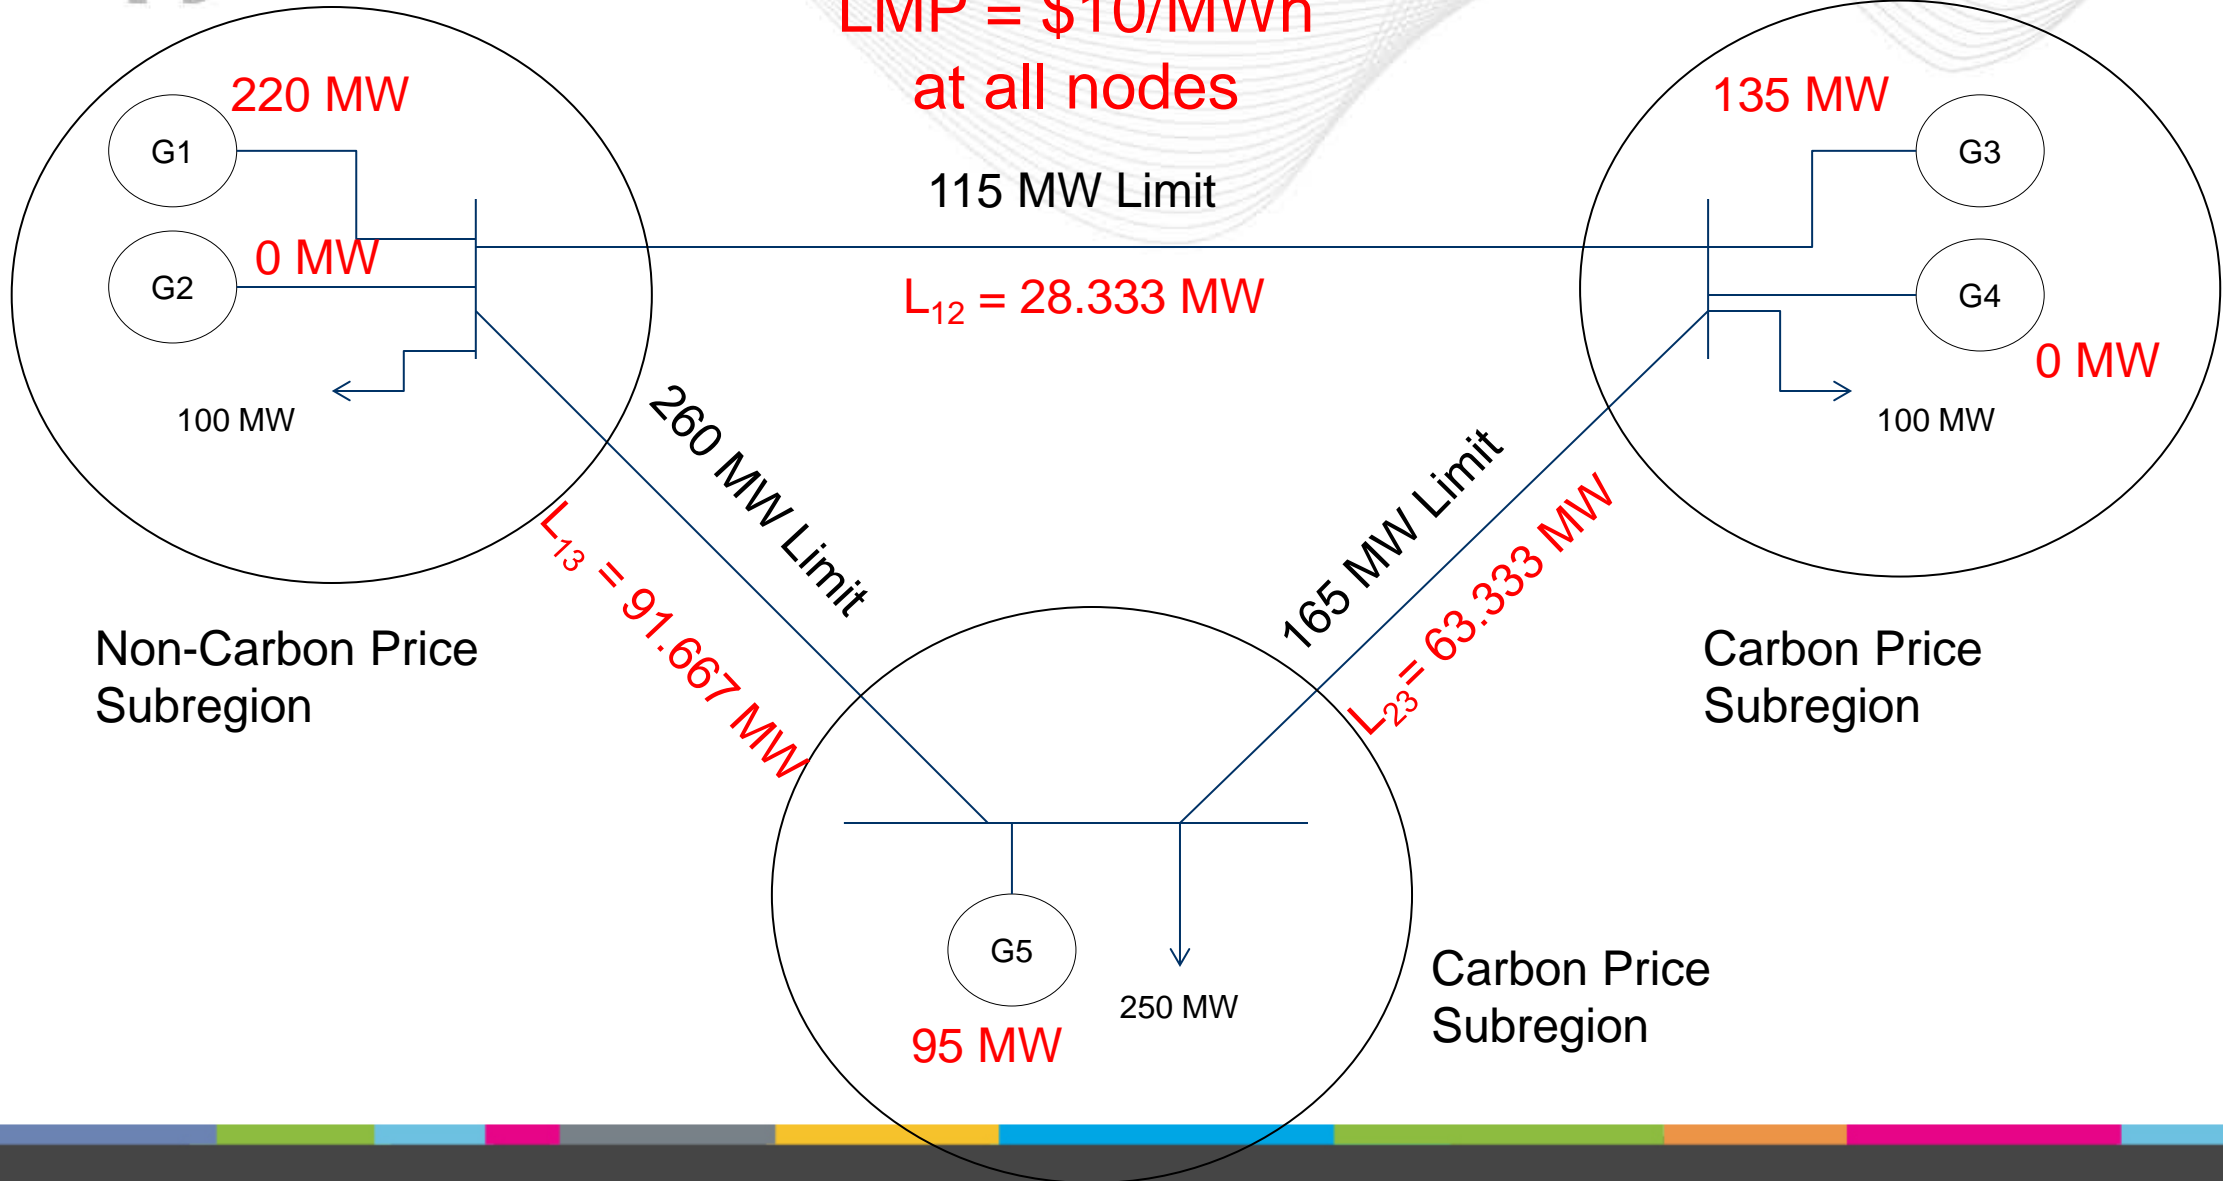 LMP = $10/MWh
at all nodes
220 MW
G1
0 MW
G2
100 MW
115 MW Limit
L12 = 28.333 MW
135 MW
G3
G4
0 MW
100 MW
260 MW Limit
L13 = 91.667 MW
165 MW Limit
L23 = 63.333 MW
Non-Carbon Price
Subregion
Carbon Price
Subregion
G5
250 MW
95 MW
Carbon Price
Subregion